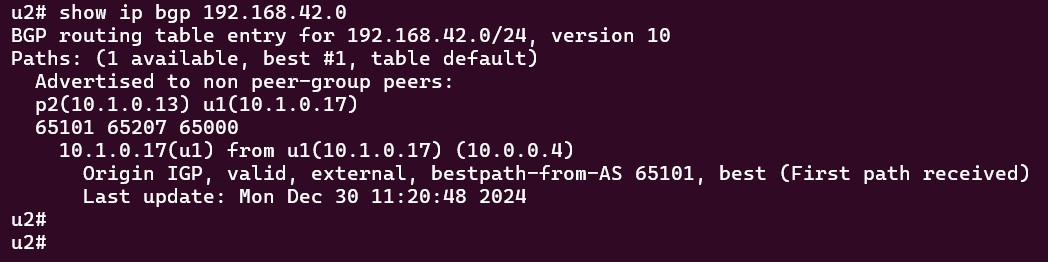 u2# show ip bgp 192.168.42.0
BGP routing table entry for 192.168.42.0/24, version 10
Paths: (1 available, best #1, table default)
  Advertised to non peer-group peers:
  p2(10.1.0.13) u1(10.1.0.17)
  65101 65207 65000
    10.1.0.17(u1) from u1(10.1.0.17) (10.0.0.4)
      Origin IGP, valid, external, bestpath-from-AS 65101, best (First path received)
      Last update: Mon Dec 30 11:20:48 2024
u2#
u2#